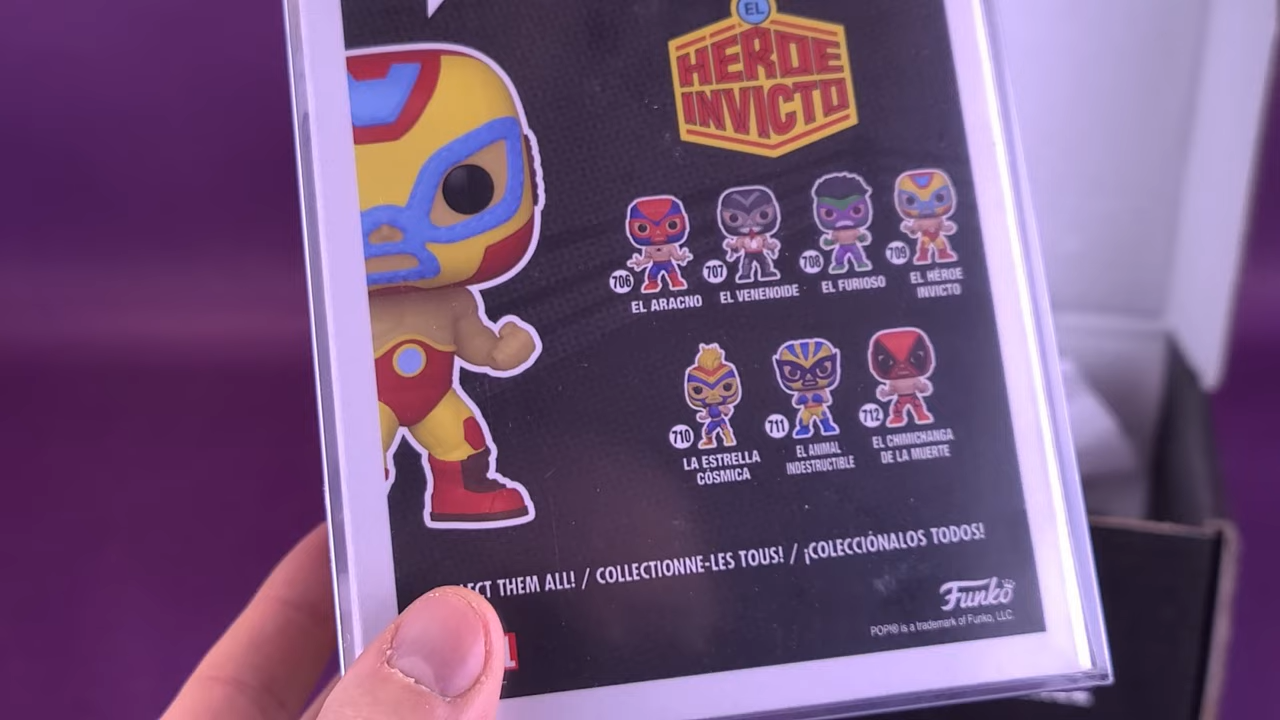 EL
HEROE
INVICTO
706
707
708
709
EL ARACNO
EL VENENOIDE
EL FURIOSO
EL HÉROE
INVICTO
710
711
712
LA ESTRELLA
CÓSMICA
EL ANIMAL
INDESTRUCTIBLE
EL CHIMICHANGA
DE LA MUERTE
THEM ALL! / COLLECTIONNE-LES TOUS! / ¡COLECCIÓNALOS TODOS!
Funko
POP!® is a trademark of Funko, LLC.